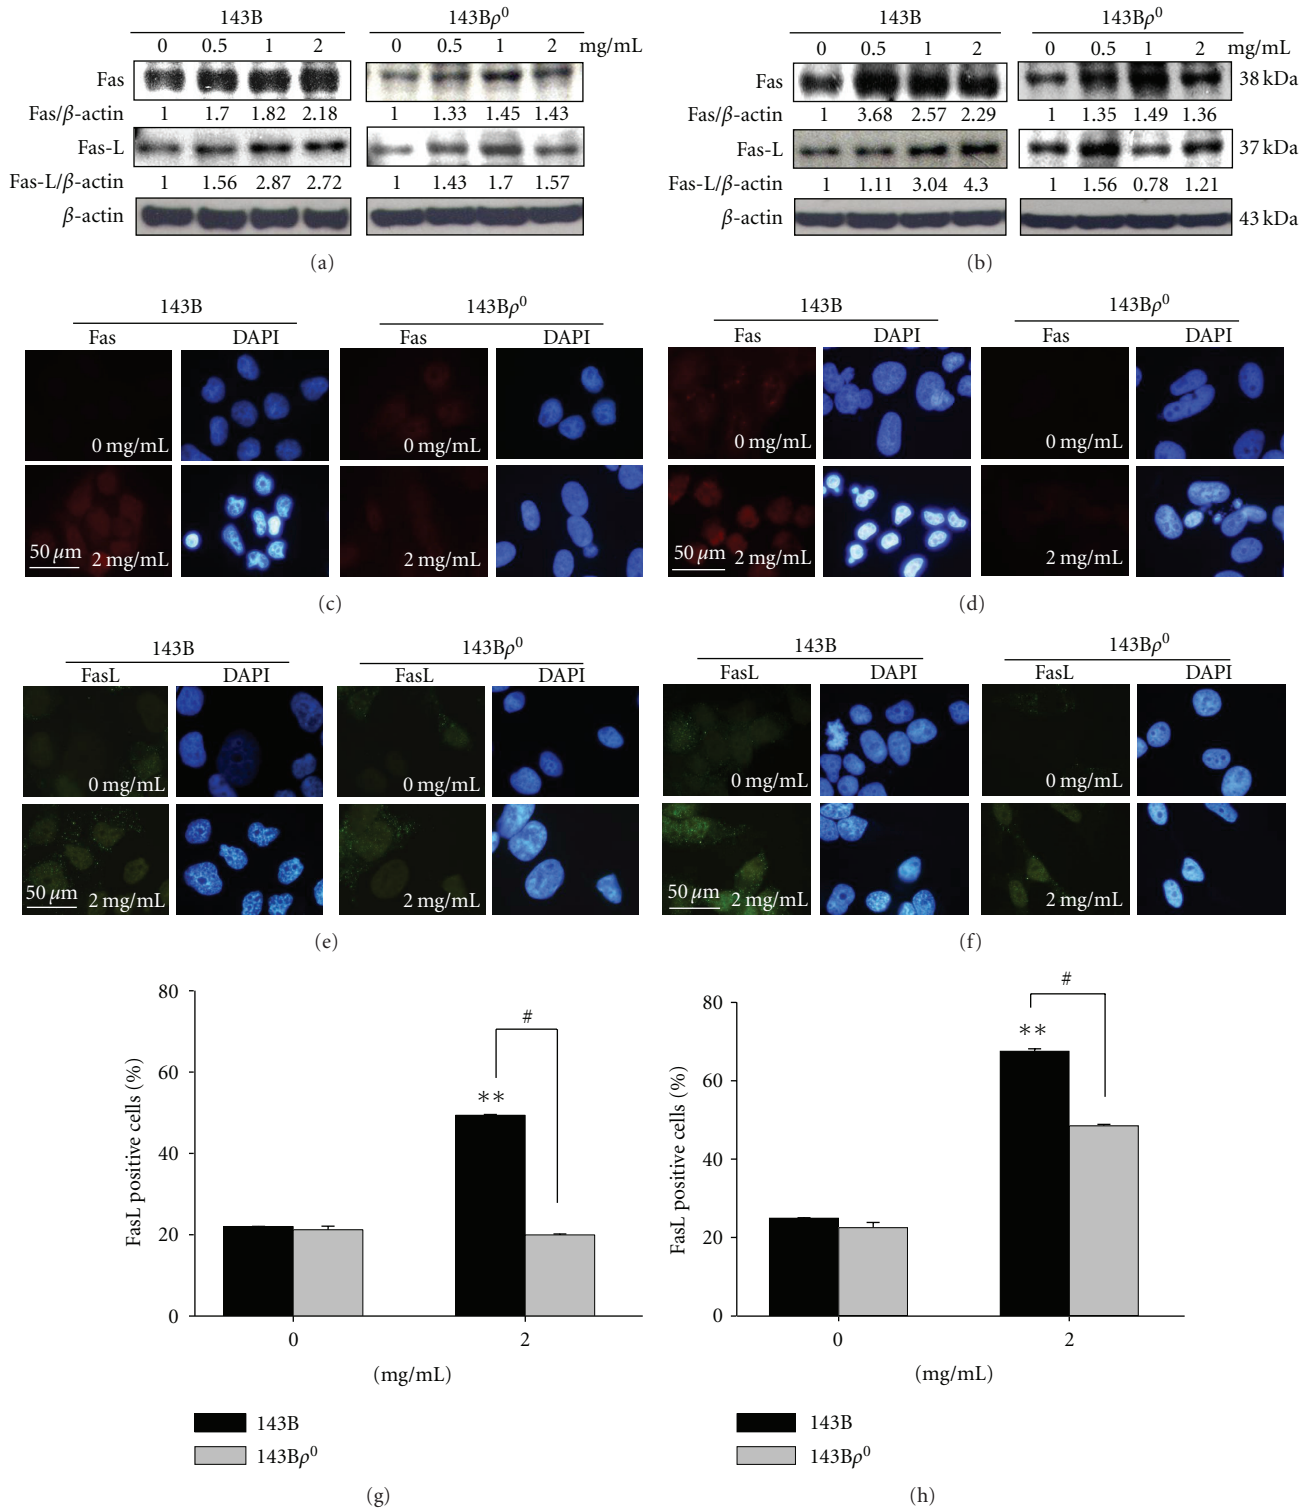 143B 143Bρ⁰
0 0.5 1 2 0 0.5 1 2 mg/mL
Fas
Fas/β-actin 1 1.7 1.82 2.18 1 1.33 1.45 1.43
Fas-L
Fas-L/β-actin 1 1.56 2.87 2.72 1 1.43 1.7 1.57
β-actin
(a)
143B 143Bρ⁰
0 0.5 1 2 0 0.5 1 2 mg/mL
Fas 38 kDa
Fas/β-actin 1 3.68 2.57 2.29 1 1.35 1.49 1.36
Fas-L 37 kDa
Fas-L/β-actin 1 1.11 3.04 4.3 1 1.56 0.78 1.21
β-actin 43 kDa
(b)
143B 143Bρ⁰
Fas DAPI Fas DAPI
0 mg/mL 0 mg/mL
50 μm 2 mg/mL 2 mg/mL
(c)
143B 143Bρ⁰
Fas DAPI Fas DAPI
0 mg/mL 0 mg/mL
50 μm 2 mg/mL 2 mg/mL
(d)
143B 143Bρ⁰
FasL DAPI FasL DAPI
0 mg/mL 0 mg/mL
50 μm 2 mg/mL 2 mg/mL
(e)
143B 143Bρ⁰
FasL DAPI FasL DAPI
0 mg/mL 0 mg/mL
50 μm 2 mg/mL 2 mg/mL
(f)
FasL positive cells (%)
80
60
40
20
0
#
**
0 2
(mg/mL)
143B
143Bρ⁰
(g)
FasL positive cells (%)
80
60
40
20
0
#
**
0 2
(mg/mL)
143B
143Bρ⁰
(h)